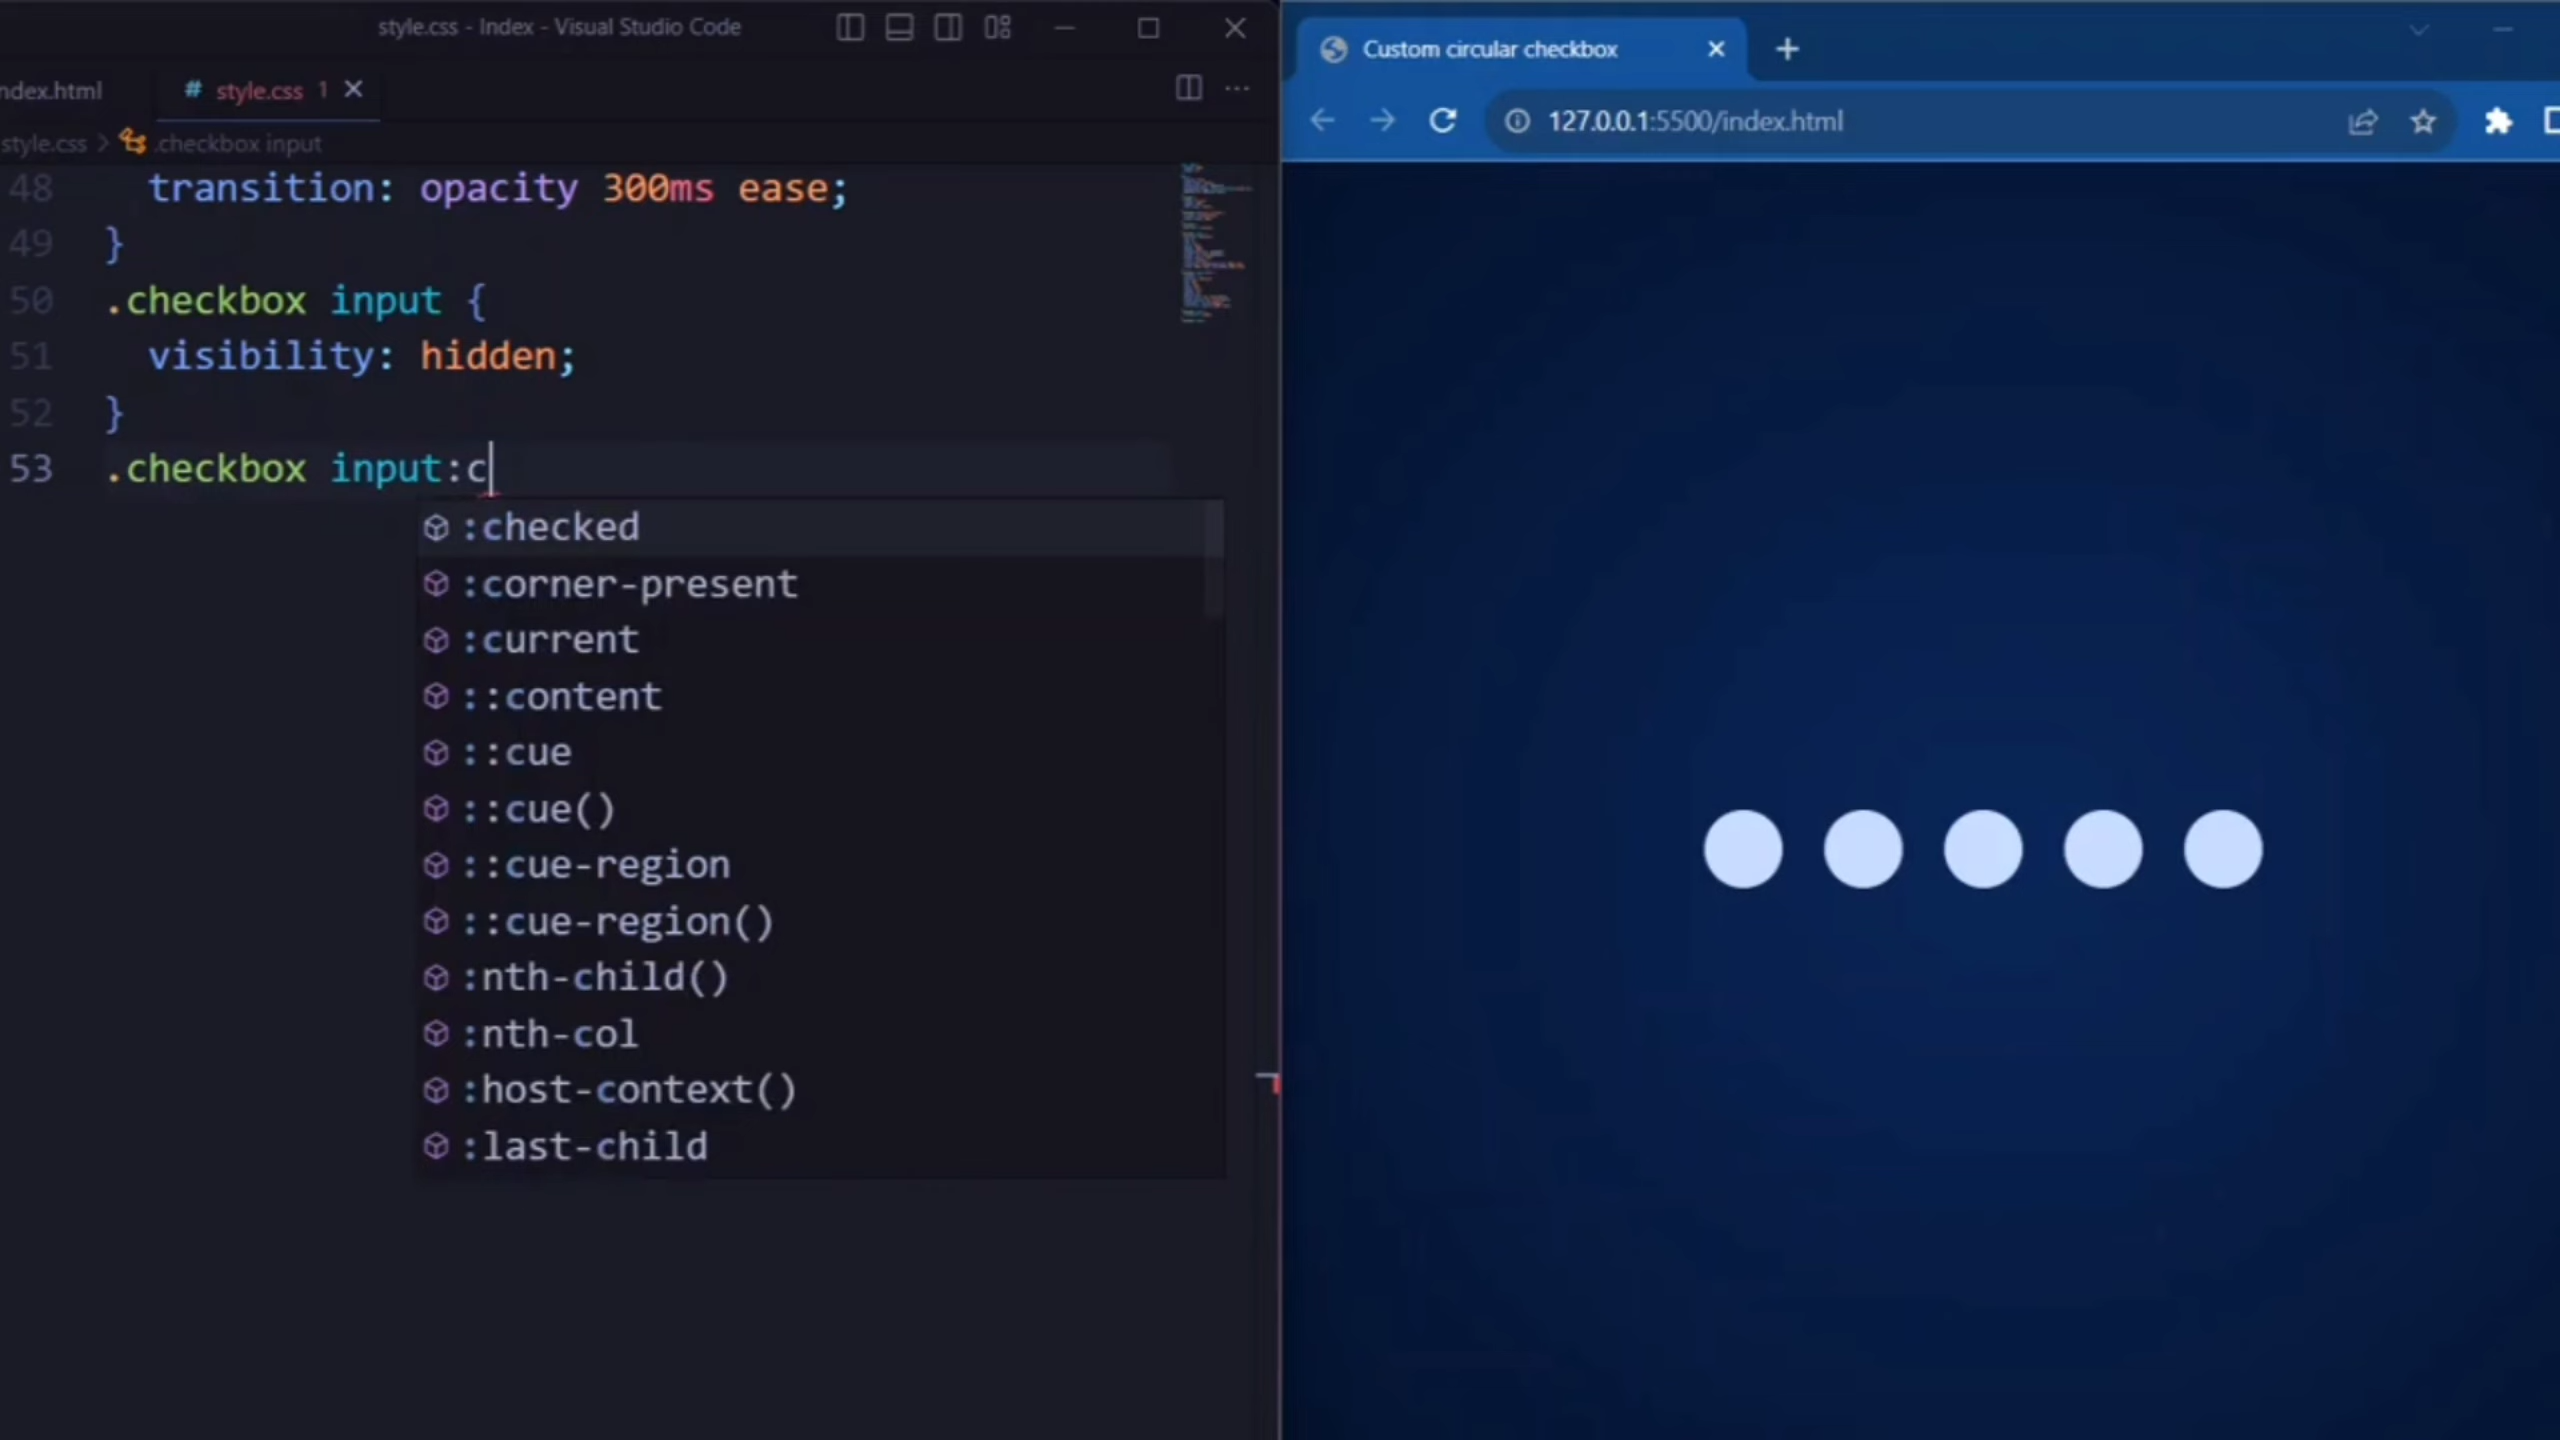 style.css - Index - Visual Studio Code
ndex.html
# style.css 1
style.css > .checkbox input
48 transition: opacity 300ms ease;
49 }
50 .checkbox input {
51 visibility: hidden;
52 }
53 .checkbox input:c
:checked
:corner-present
:current
::content
::cue
::cue()
::cue-region
::cue-region()
:nth-child()
:nth-col
:host-context()
:last-child
Custom circular checkbox
127.0.0.1:5500/index.html